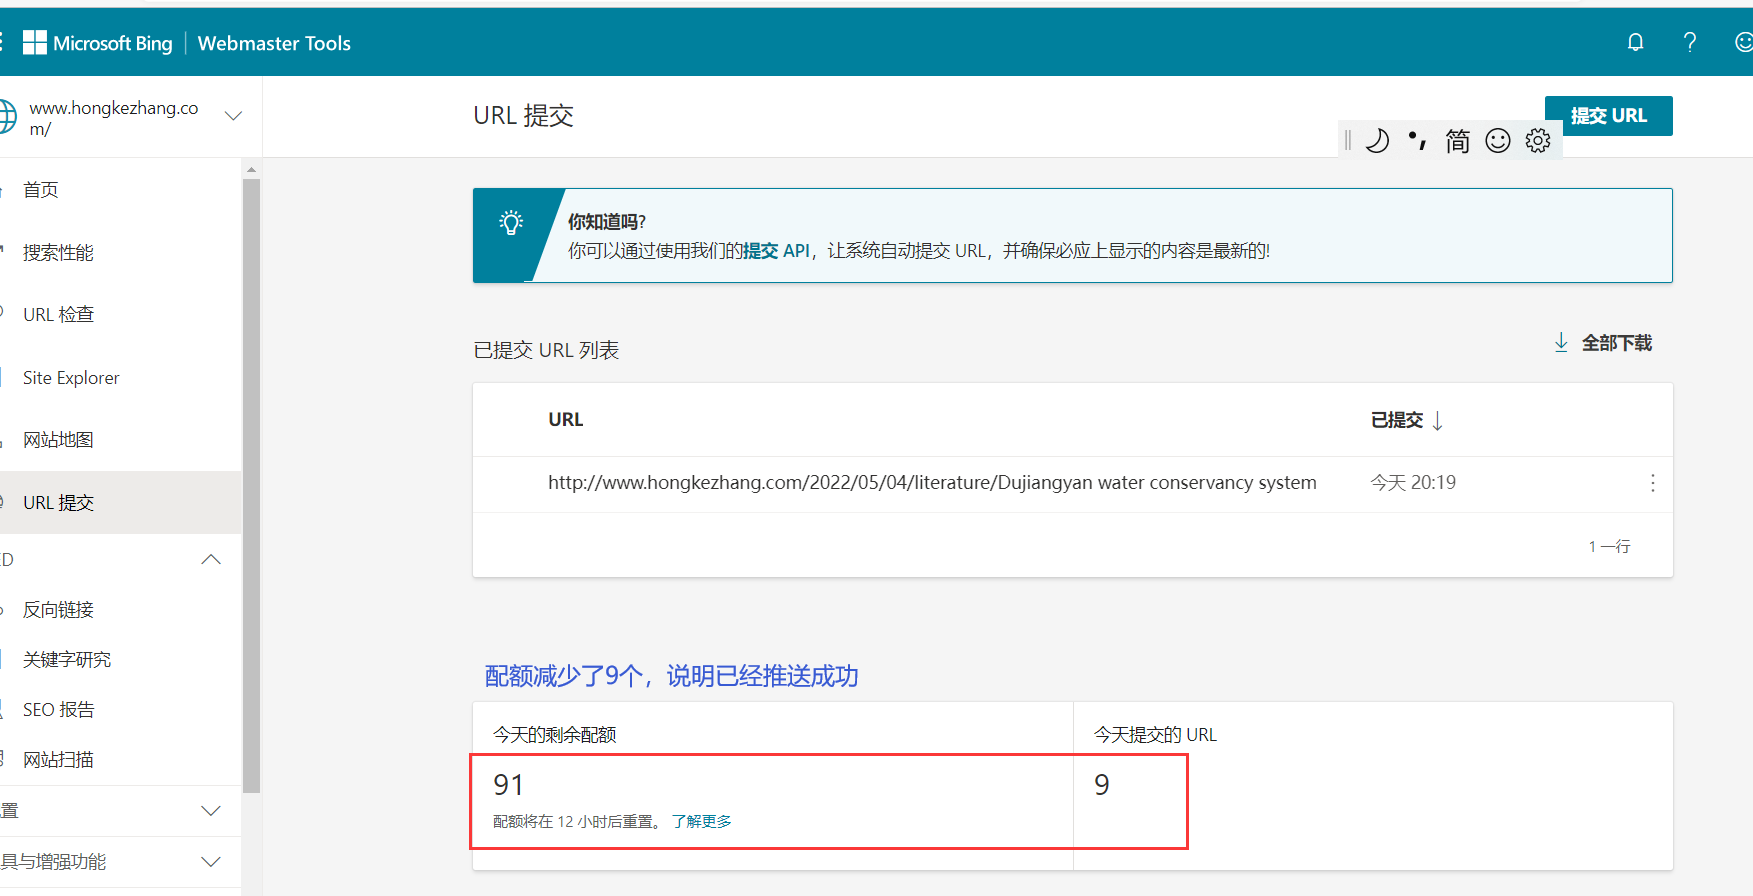 Microsoft Bing
Webmaster Tools
www.hongkezhang.co
m/
URL 提交
提交 URL
简
首页
搜索性能
URL 检查
Site Explorer
网站地图
URL 提交
D
反向链接
关键字研究
SEO 报告
网站扫描
置
具与增强功能
你知道吗?
你可以通过使用我们的提交 API，让系统自动提交 URL，并确保必应上显示的内容是最新的!
已提交 URL 列表
全部下载
URL
已提交
http://www.hongkezhang.com/2022/05/04/literature/Dujiangyan water conservancy system
今天 20:19
1 一行
配额减少了9个，说明已经推送成功
今天的剩余配额
91
配额将在 12 小时后重置。 了解更多
今天提交的 URL
9